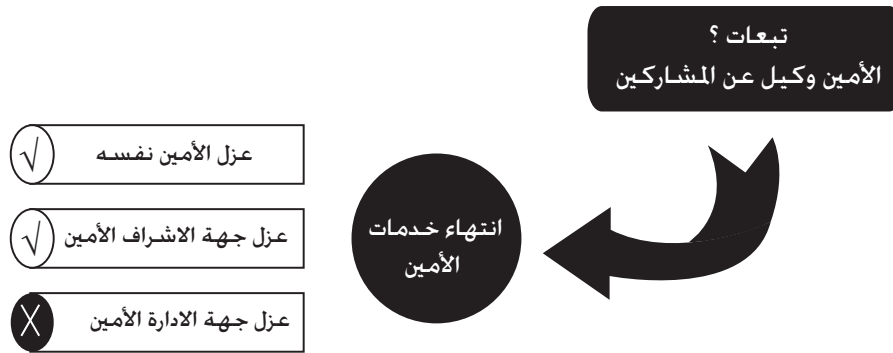 تبعات ؟
الأمين وكيل عن المشاركين
انتهاء خدمات
الأمين
عزل الأمين نفسه
√
عزل جهة الاشراف الأمين
√
عزل جهة الادارة الأمين
X